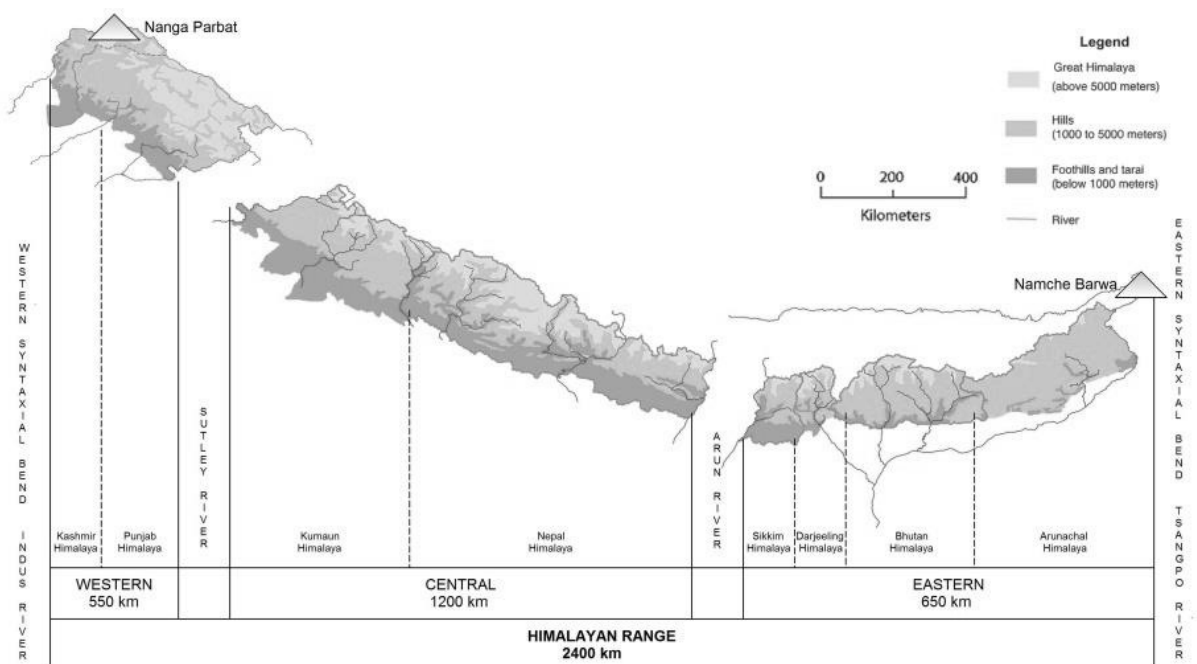 Nanga Parbat
Legend
Great Himalaya
(above 5000 meters)
Hills
(1000 to 5000 meters)
Foothills and tarai
(below 1000 meters)
River
0 200 400
Kilometers
Namche Barwa
WESTERN SYNTAXIAL BEND INDUS RIVER
SUTLEY RIVER
ARUN RIVER
EASTERN SYNTAXIAL BEND TSANGPO RIVER
Kashmir
Himalaya
Punjab
Himalaya
Kumaun
Himalaya
Nepal
Himalaya
Sikkim
Himalaya
Darjeeling
Himalaya
Bhutan
Himalaya
Arunachal
Himalaya
WESTERN
550 km
CENTRAL
1200 km
EASTERN
650 km
HIMALAYAN RANGE
2400 km